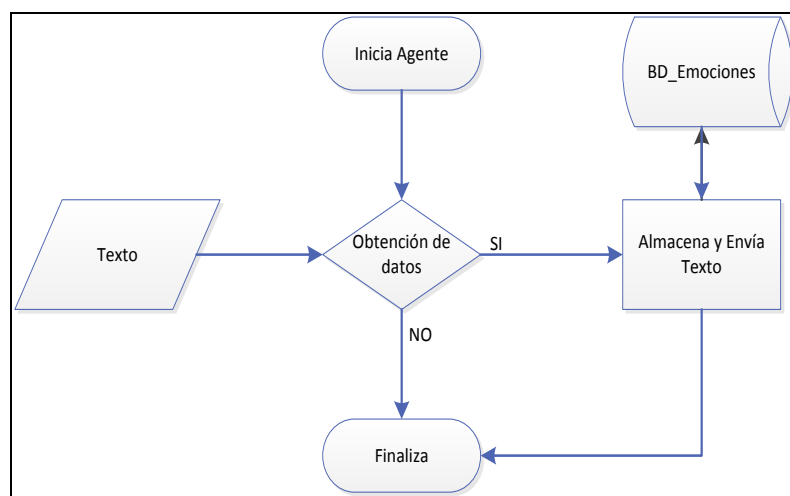 Inicia Agente
BD_Emociones
Texto
Obtención de
datos
SI
Almacena y Envía
Texto
NO
Finaliza